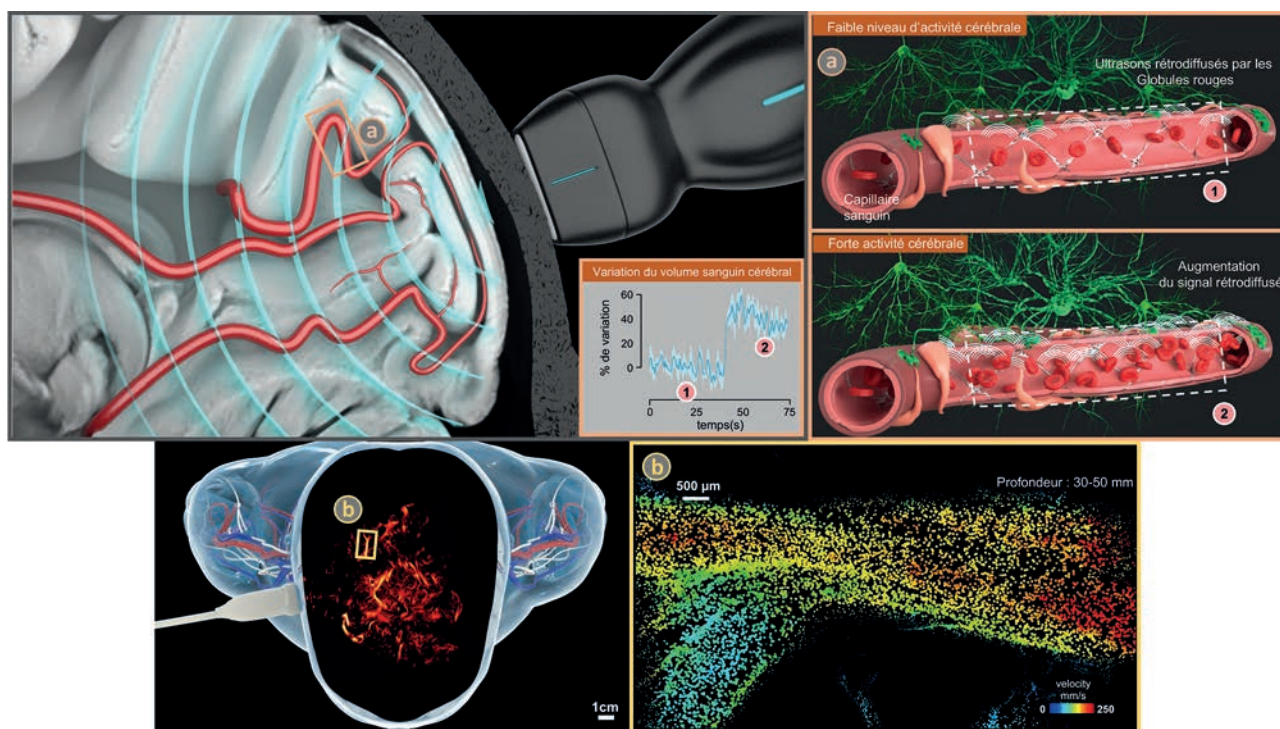 a
Variation du volume sanguin cérébral
% de variation
60
40
20
0
1
2
0 25 50 75
temps(s)
Faible niveau d'activité cérébrale
a
Ultrasons rétrodiffusés par les
Globules rouges
Capillaire
sanguin
1
Forte activité cérébrale
Augmentation
du signal rétrodiffusé
2
b
1cm
b
500 µm
Profondeur : 30-50 mm
velocity
mm/s
0 250